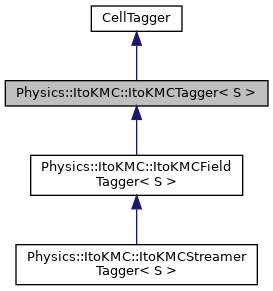 CellTagger
Physics::ItoKMC::ItoKMCTagger< S >
Physics::ItoKMC::ItoKMCField
Tagger< S >
Physics::ItoKMC::ItoKMCStreamer
Tagger< S >